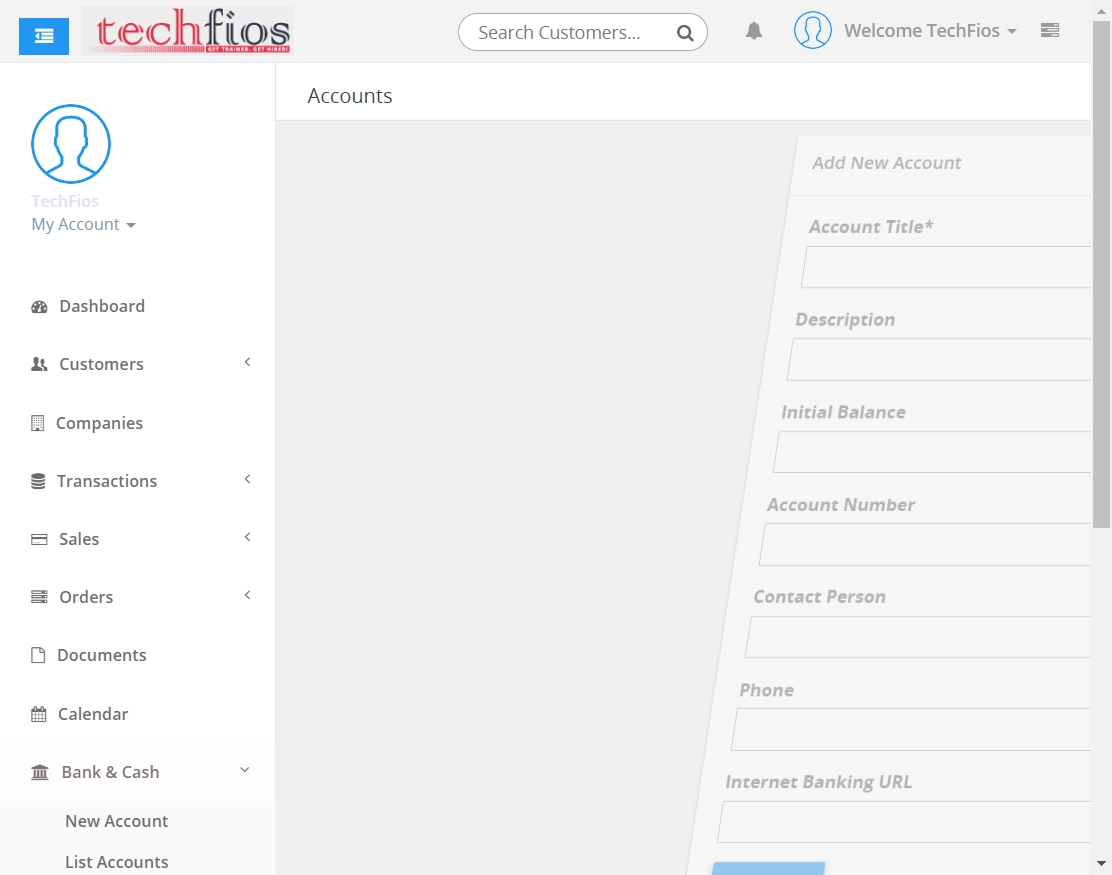 techfios
GET TRAINED. GET HIRED!
Search Customers...
Welcome TechFios
Accounts
TechFios
My Account
Dashboard
Customers
Companies
Transactions
Sales
Orders
Documents
Calendar
Bank & Cash
New Account
List Accounts
Add New Account
Account Title*
Description
Initial Balance
Account Number
Contact Person
Phone
Internet Banking URL